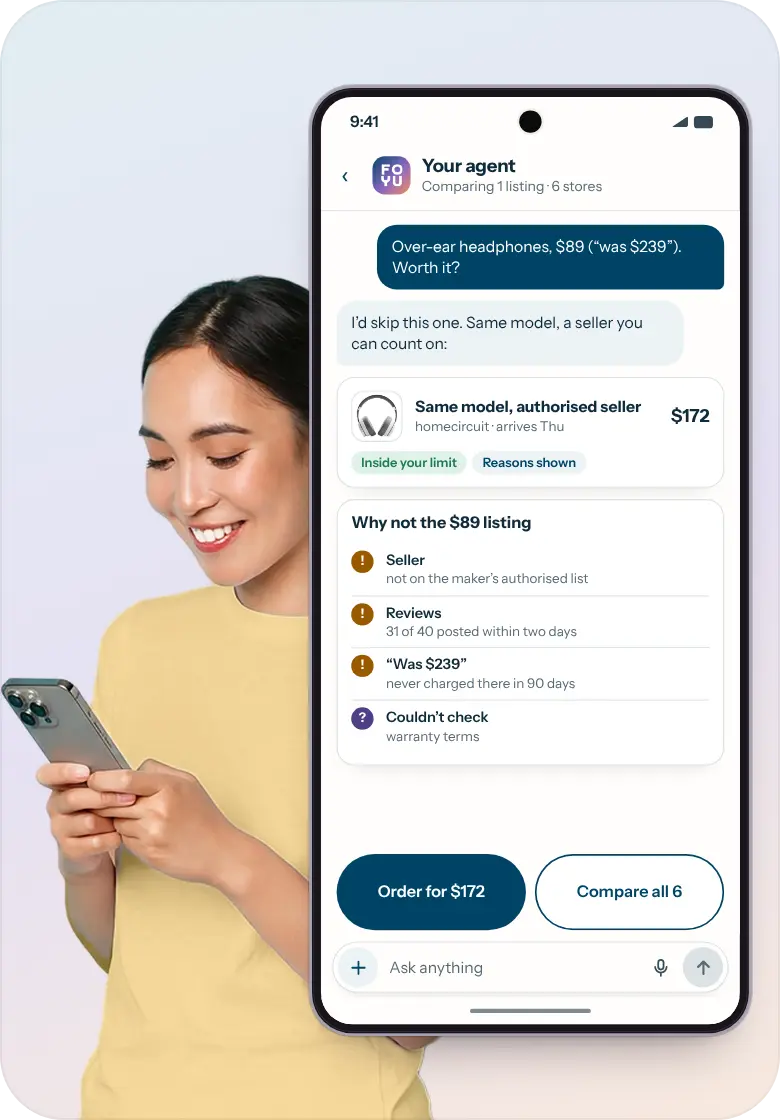 9:41
FO
YU
Your agent
Comparing 1 listing · 6 stores
Over-ear headphones, $89 (“was $239”).
Worth it?
I’d skip this one. Same model, a seller you
can count on:
Same model, authorised seller
homecircuit · arrives Thu
$172
Inside your limit
Reasons shown
Why not the $89 listing
! Seller
not on the maker’s authorised list
! Reviews
31 of 40 posted within two days
! “Was $239”
never charged there in 90 days
? Couldn’t check
warranty terms
Order for $172
Compare all 6
Ask anything